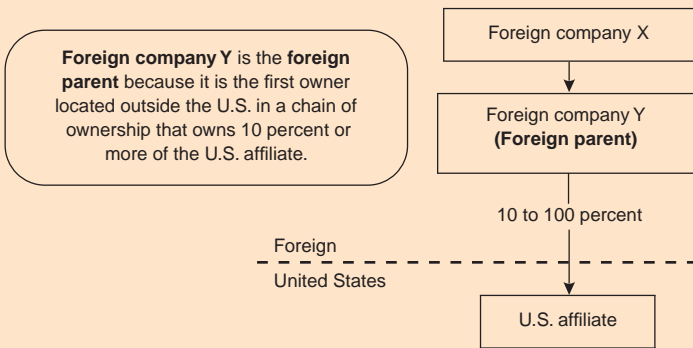 Foreign company Y is the foreign
parent because it is the first owner
located outside the U.S. in a chain of
ownership that owns 10 percent or
more of the U.S. affiliate.
Foreign company X
Foreign company Y
(Foreign parent)
10 to 100 percent
Foreign
United States
U.S. affiliate